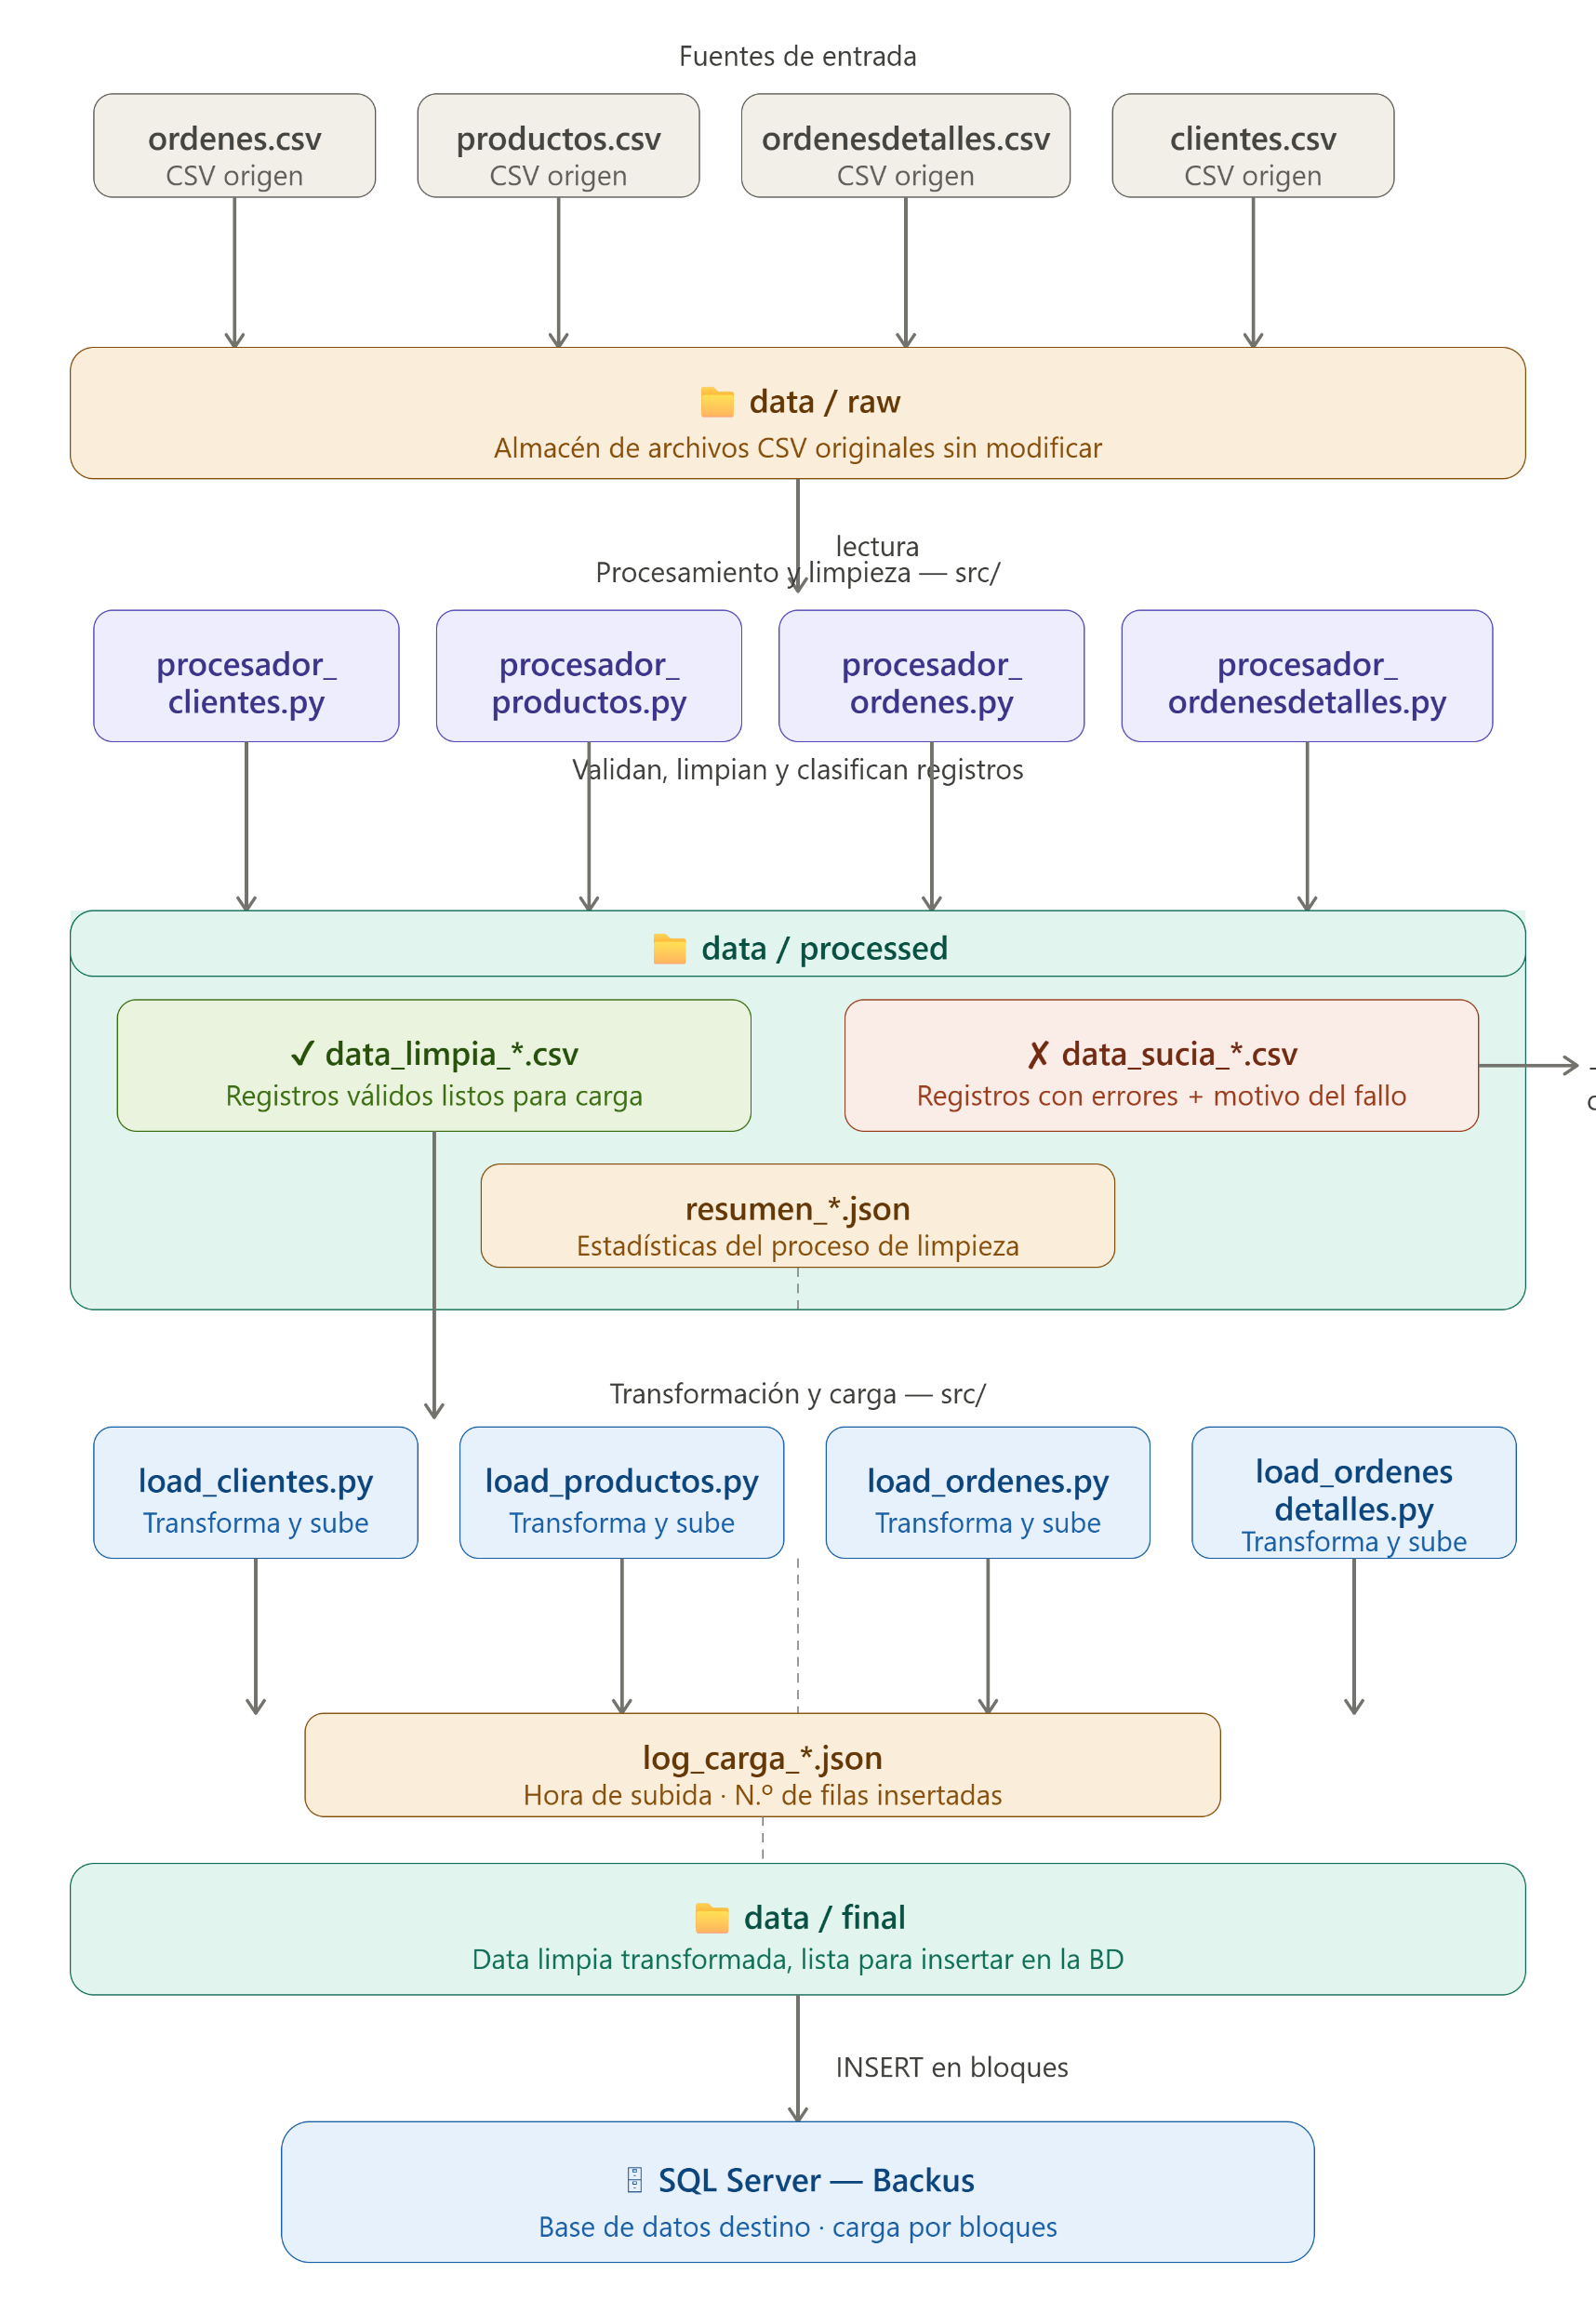 Fuentes de entrada
ordenes.csv
CSV origen
productos.csv
CSV origen
ordenesdetalles.csv
CSV origen
clientes.csv
CSV origen
data / raw
Almacén de archivos CSV originales sin modificar
lectura
Procesamiento y limpieza — src/
procesador_
clientes.py
procesador_
productos.py
procesador_
ordenes.py
procesador_
ordenesdetalles.py
Validan, limpian y clasifican registros
data / processed
✓ data_limpia_*.csv
Registros válidos listos para carga
✗ data_sucia_*.csv
Registros con errores + motivo del fallo
resumen_*.json
Estadísticas del proceso de limpieza
Transformación y carga — src/
load_clientes.py
Transforma y sube
load_productos.py
Transforma y sube
load_ordenes.py
Transforma y sube
load_ordenes
detalles.py
Transforma y sube
log_carga_*.json
Hora de subida · N.º de filas insertadas
data / final
Data limpia transformada, lista para insertar en la BD
INSERT en bloques
SQL Server — Backus
Base de datos destino · carga por bloques